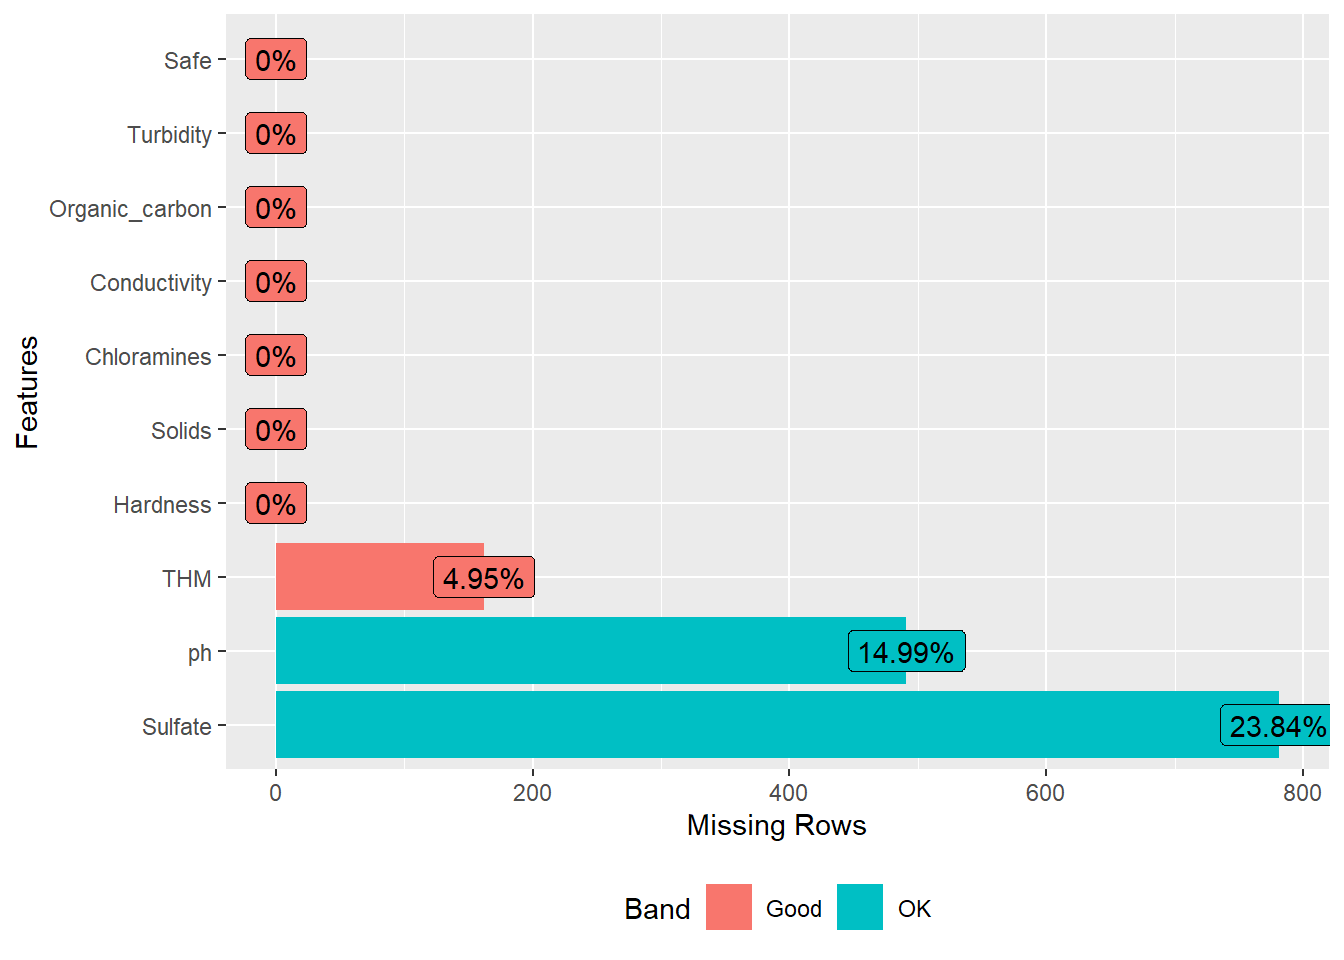 Safe 0%
Turbidity 0%
Organic_carbon 0%
Conductivity 0%
Chloramines 0%
Solids 0%
Hardness 0%
THM 4.95%
ph 14.99%
Sulfate 23.84%
Features
0 200 400 600 800
Missing Rows
Band Good OK